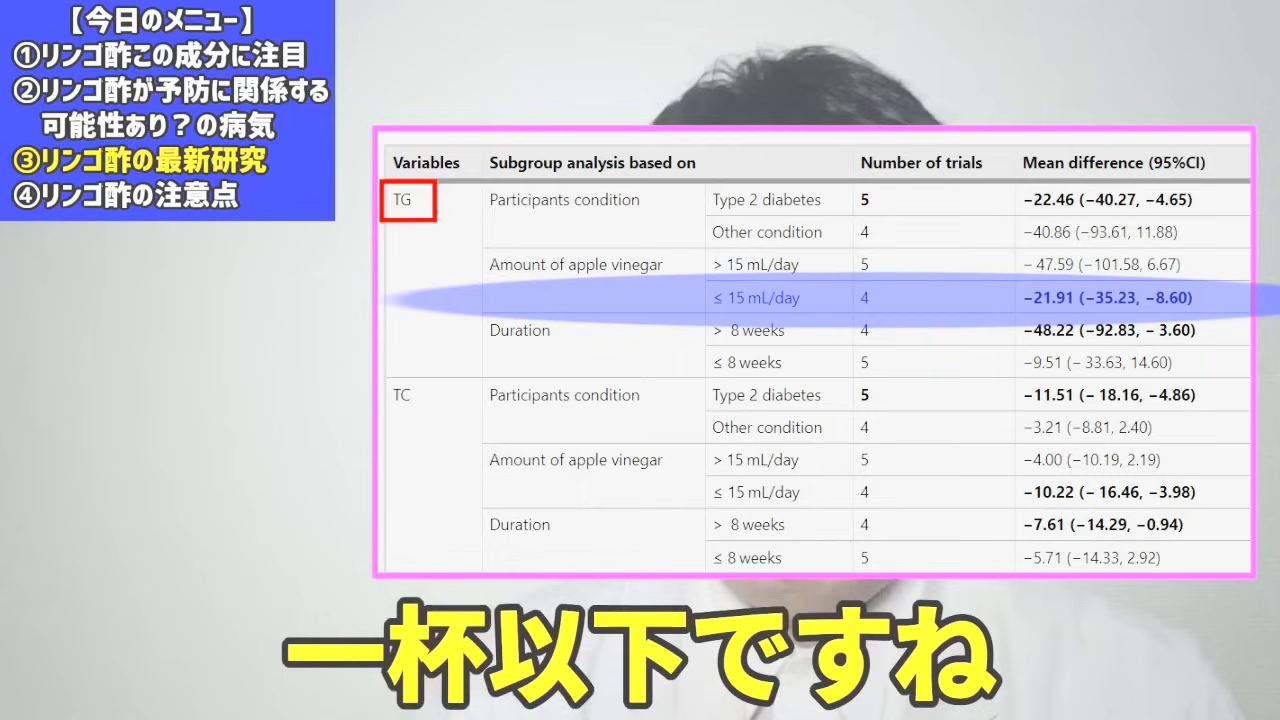 【今日のメニュー】
①リンゴ酢この成分に注目
②リンゴ酢が予防に関係する
可能性あり？の病気
③リンゴ酢の最新研究
④リンゴ酢の注意点
Variables Subgroup analysis based on Number of trials Mean difference (95%CI)
TG Participants condition Type 2 diabetes 5 −22.46 (−40.27, −4.65)
Other condition 4 −40.86 (−93.61, 11.88)
Amount of apple vinegar > 15 mL/day 5 − 47.59 (−101.58, 6.67)
≤ 15 mL/day 4 −21.91 (−35.23, −8.60)
Duration > 8 weeks 4 −48.22 (−92.83, − 3.60)
≤ 8 weeks 5 −9.51 (− 33.63, 14.60)
TC Participants condition Type 2 diabetes 5 −11.51 (− 18.16, −4.86)
Other condition 4 −3.21 (−8.81, 2.40)
Amount of apple vinegar > 15 mL/day 5 −4.00 (−10.19, 2.19)
≤ 15 mL/day 4 −10.22 (− 16.46, −3.98)
Duration > 8 weeks 4 −7.61 (−14.29, −0.94)
≤ 8 weeks 5 −5.71 (−14.33, 2.92)
一杯以下ですね